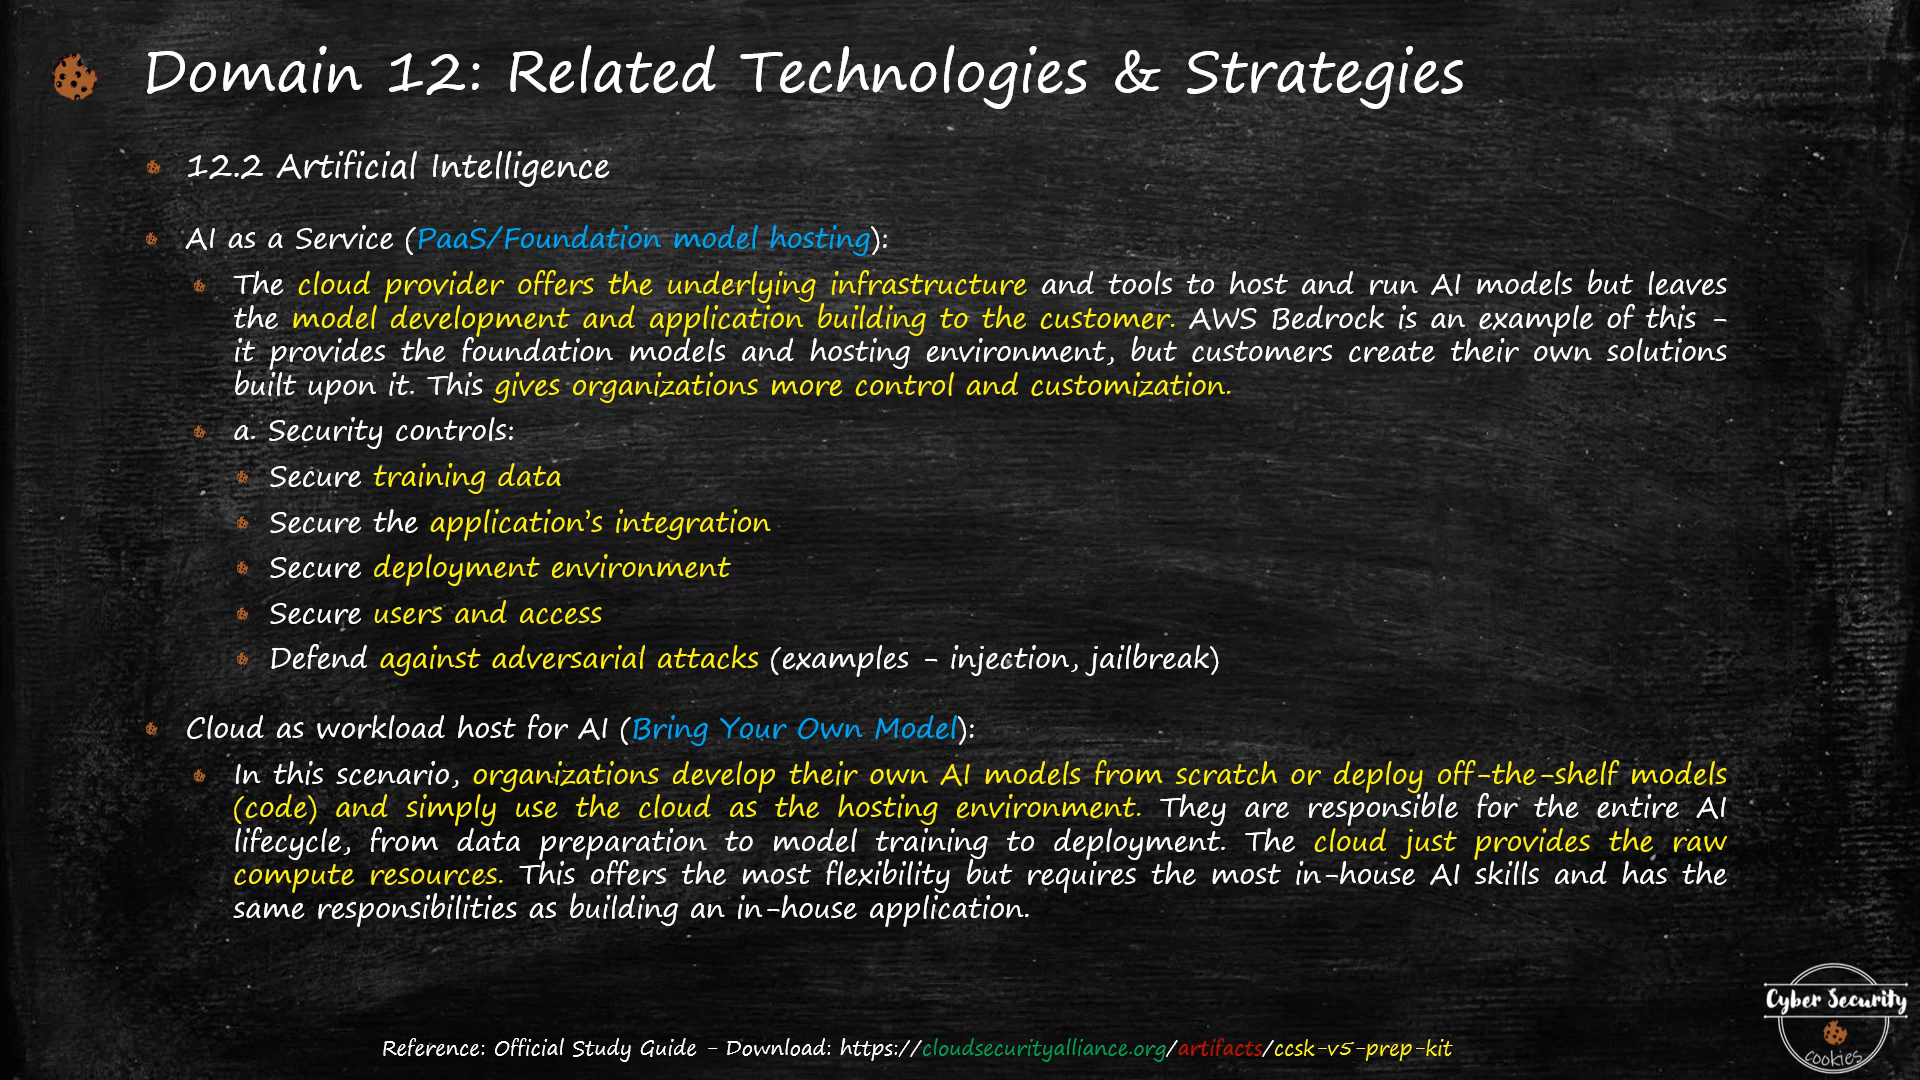 Domain 12: Related Technologies & Strategies
12.2 Artificial Intelligence
AI as a Service (PaaS/Foundation model hosting):
The cloud provider offers the underlying infrastructure and tools to host and run AI models but leaves
the model development and application building to the customer. AWS Bedrock is an example of this –
it provides the foundation models and hosting environment, but customers create their own solutions
built upon it. This gives organizations more control and customization.
a. Security controls:
Secure training data
Secure the application’s integration
Secure deployment environment
Secure users and access
Defend against adversarial attacks (examples – injection, jailbreak)
Cloud as workload host for AI (Bring Your Own Model):
In this scenario, organizations develop their own AI models from scratch or deploy off-the-shelf models
(code) and simply use the cloud as the hosting environment. They are responsible for the entire AI
lifecycle, from data preparation to model training to deployment. The cloud just provides the raw
compute resources. This offers the most flexibility but requires the most in-house AI skills and has the
same responsibilities as building an in-house application.
Cyber Security
cookies
Reference: Official Study Guide – Download: https://cloudsecurityalliance.org/artifacts/ccsk-v5-prep-kit